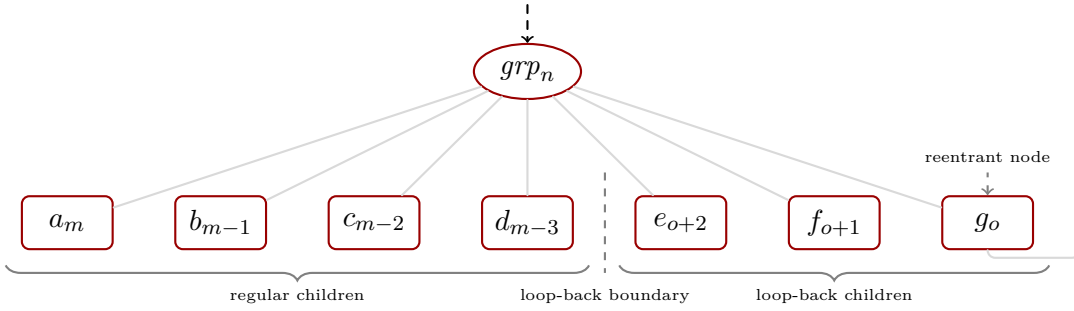 grp_n
reentrant node
a_m b_{m−1} c_{m−2} d_{m−3} e_{o+2} f_{o+1} g_o
regular children loop-back boundary loop-back children